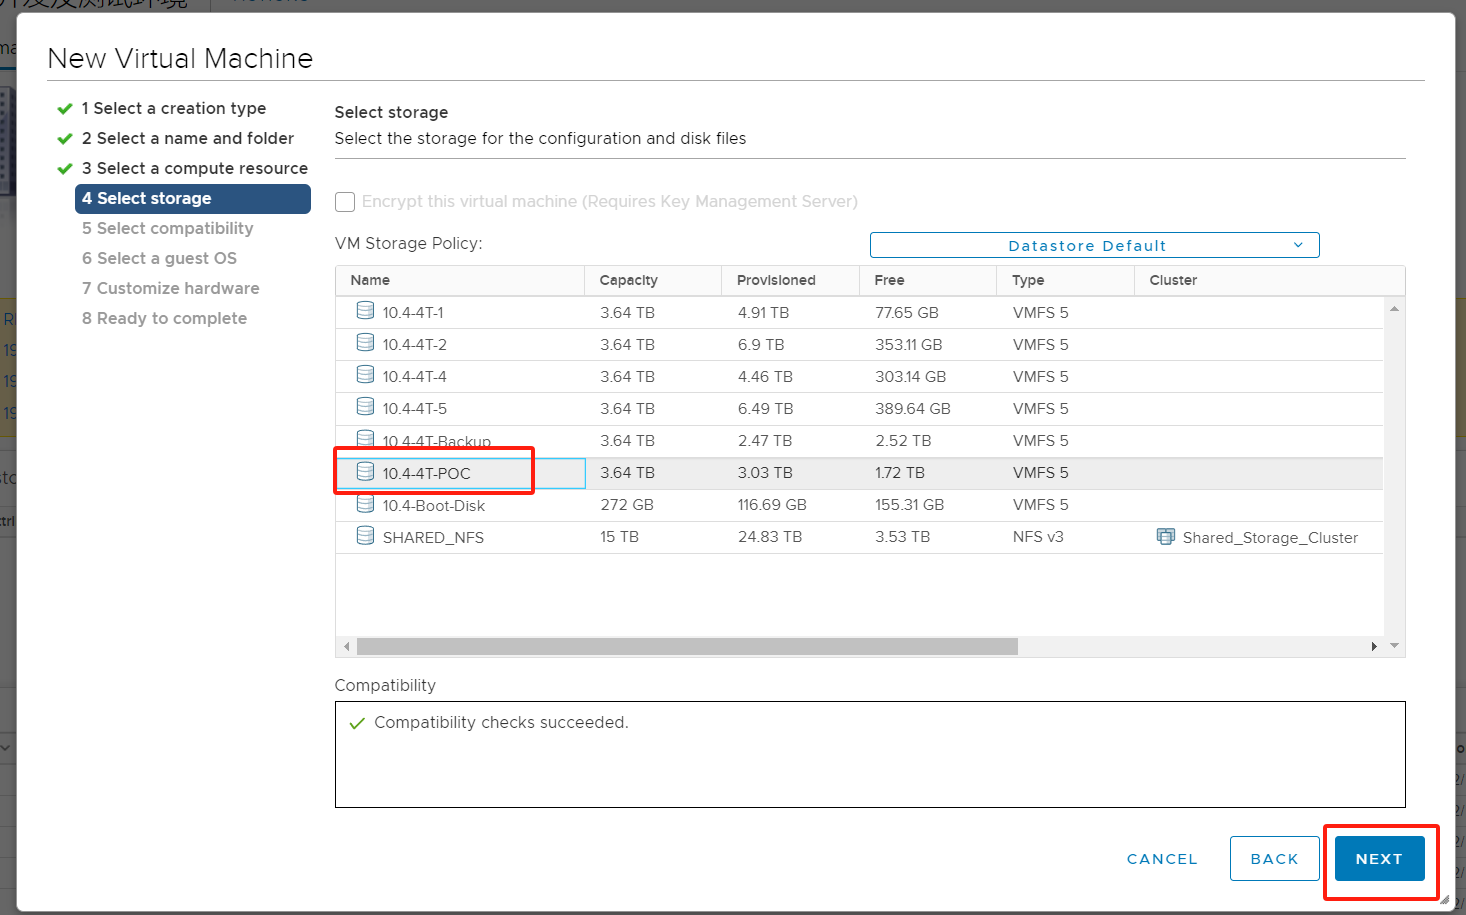 New Virtual Machine
1 Select a creation type
2 Select a name and folder
3 Select a compute resource
4 Select storage
5 Select compatibility
6 Select a guest OS
7 Customize hardware
8 Ready to complete
Select storage
Select the storage for the configuration and disk files
Encrypt this virtual machine (Requires Key Management Server)
VM Storage Policy: Datastore Default
Name Capacity Provisioned Free Type Cluster
10.4-4T-1 3.64 TB 4.91 TB 77.65 GB VMFS 5
10.4-4T-2 3.64 TB 6.9 TB 353.11 GB VMFS 5
10.4-4T-4 3.64 TB 4.46 TB 303.14 GB VMFS 5
10.4-4T-5 3.64 TB 6.49 TB 389.64 GB VMFS 5
10.4-4T-Backup 3.64 TB 2.47 TB 2.52 TB VMFS 5
10.4-4T-POC 3.64 TB 3.03 TB 1.72 TB VMFS 5
10.4-Boot-Disk 272 GB 116.69 GB 155.31 GB VMFS 5
SHARED_NFS 15 TB 24.83 TB 3.53 TB NFS v3 Shared_Storage_Cluster
Compatibility
Compatibility checks succeeded.
CANCEL BACK NEXT